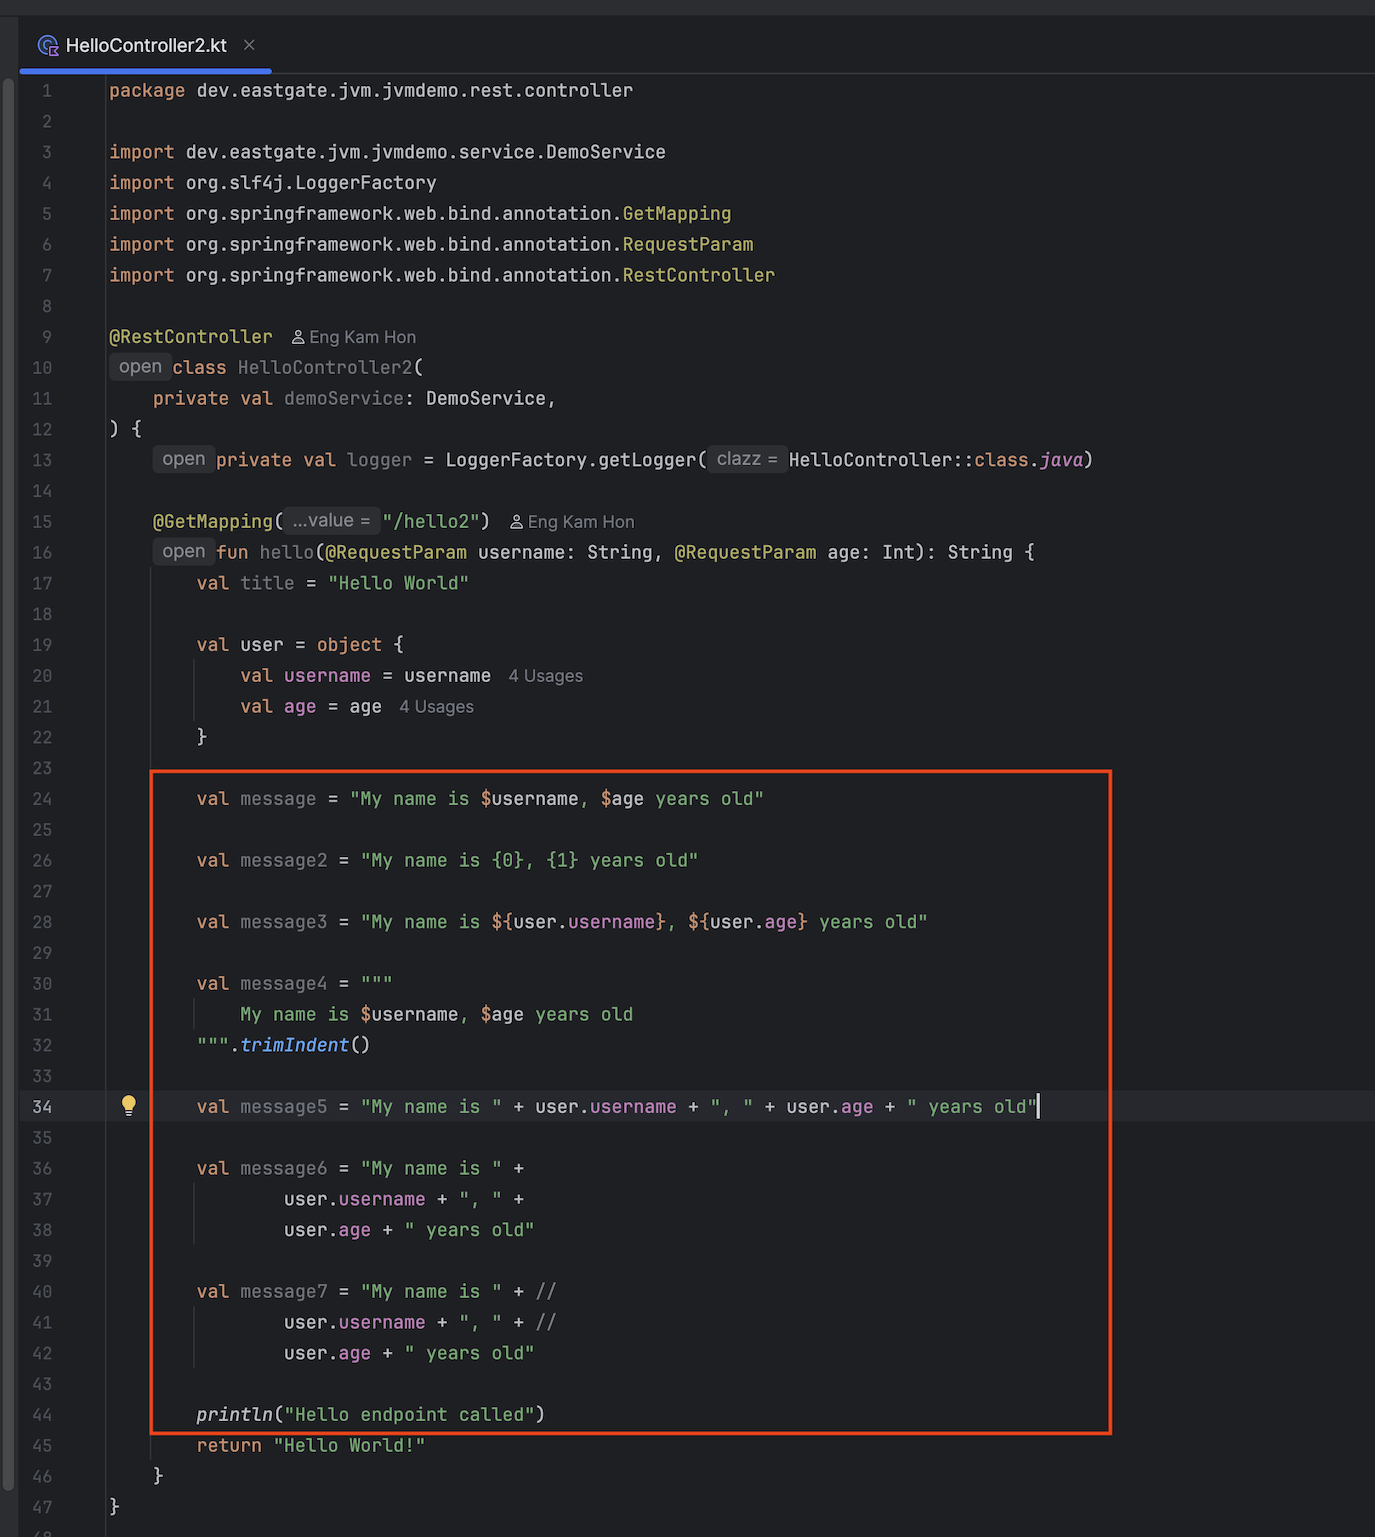 HelloController2.kt ×
1 package dev.eastgate.jvm.jvmdemo.rest.controller
2
3 import dev.eastgate.jvm.jvmdemo.service.DemoService
4 import org.slf4j.LoggerFactory
5 import org.springframework.web.bind.annotation.GetMapping
6 import org.springframework.web.bind.annotation.RequestParam
7 import org.springframework.web.bind.annotation.RestController
8
9 @RestController Eng Kam Hon
10 open class HelloController2(
11 private val demoService: DemoService,
12 ) {
13 open private val logger = LoggerFactory.getLogger( clazz = HelloController::class.java)
14
15 @GetMapping( ...value = "/hello2") Eng Kam Hon
16 open fun hello(@RequestParam username: String, @RequestParam age: Int): String {
17 val title = "Hello World"
18
19 val user = object {
20 val username = username 4 Usages
21 val age = age 4 Usages
22 }
23
24 val message = "My name is $username, $age years old"
25
26 val message2 = "My name is {0}, {1} years old"
27
28 val message3 = "My name is ${user.username}, ${user.age} years old"
29
30 val message4 = """
31 My name is $username, $age years old
32 """.trimIndent()
33
34 val message5 = "My name is " + user.username + ", " + user.age + " years old"
35
36 val message6 = "My name is " +
37 user.username + ", " +
38 user.age + " years old"
39
40 val message7 = "My name is " + //
41 user.username + ", " + //
42 user.age + " years old"
43
44 println("Hello endpoint called")
45 return "Hello World!"
46 }
47 }
48